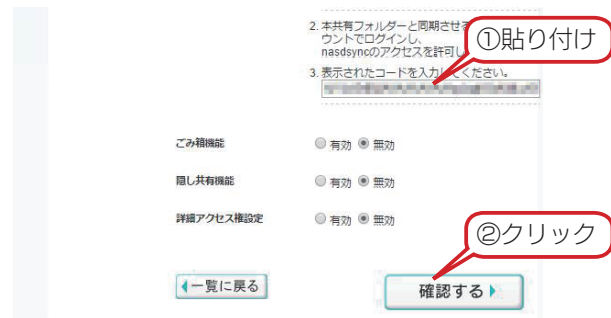 2. 本共有フォルダーと同期させる
ウントでログインし、
nasdsyncのアクセスを許可し
①貼り付け
3. 表示されたコードを入力してください。
ごみ箱機能 有効 無効
隠し共有機能 有効 無効
詳細アクセス権設定 有効 無効
②クリック
一覧に戻る 確認する